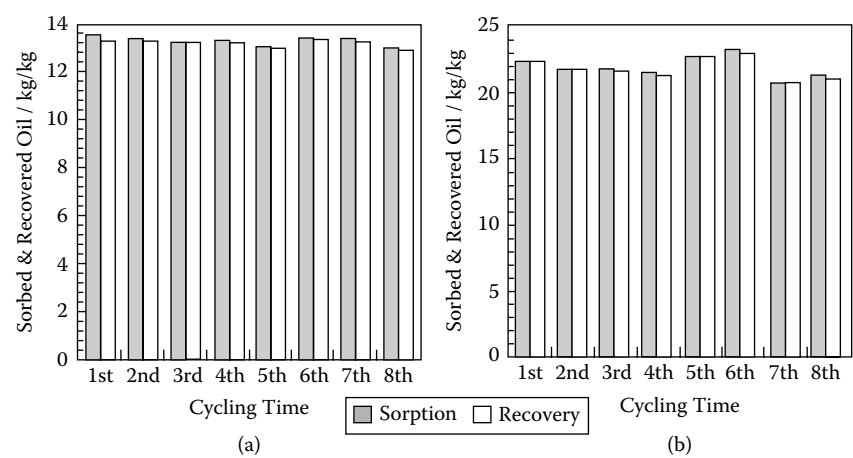 Sorbed & Recovered Oil / kg/kg
14
12
10
8
6
4
2
0
1st 2nd 3rd 4th 5th 6th 7th 8th
Cycling Time
(a)
Sorbed & Recovered Oil / kg/kg
25
20
15
10
5
0
1st 2nd 3rd 4th 5th 6th 7th 8th
Cycling Time
(b)
Sorption Recovery